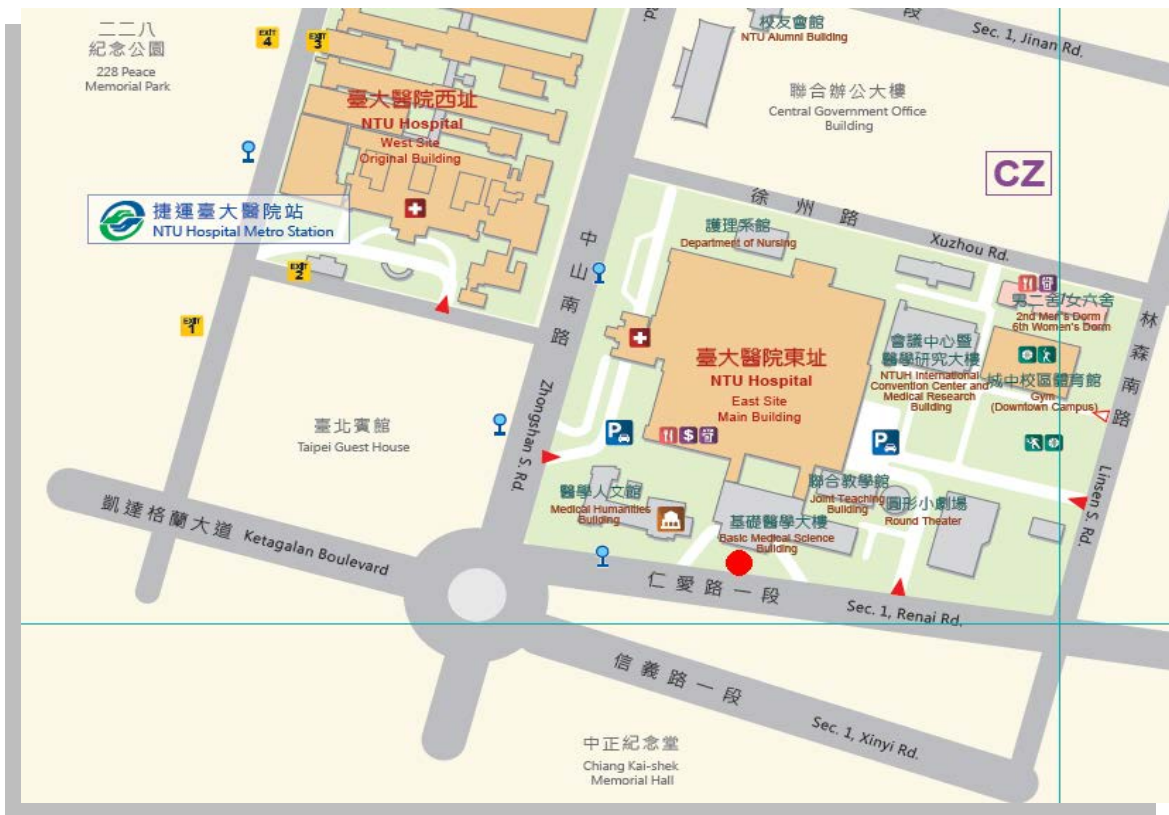 二二八
紀念公園
228 Peace
Memorial Park
EXIT
4
EXIT
3
臺大醫院西址
NTU Hospital
West Site
Original Building
捷運臺大醫院站
NTU Hospital Metro Station
EXIT
2
EXIT
1
Rd.
校友會館
NTU Alumni Building
段
Sec. 1, Jinan Rd.
聯合辦公大樓
Central Government Office
Building
CZ
徐州路
Xuzhou Rd.
護理系館
Department of Nursing
中山南路
Zhongshan S. Rd.
臺大醫院東址
NTU Hospital
East Site
Main Building
會議中心暨
醫學研究大樓
NTUH International
Convention Center and
Medical Research
Building
男二舍/女六舍
2nd Men's Dorm /
6th Women's Dorm
城中校區體育館
Gym
(Downtown Campus)
林森南路
Linsen S. Rd.
臺北賓館
Taipei Guest House
P
$
P
醫學人文館
Medical Humanities
Building
聯合教學館
Joint Teaching
Building
圓形小劇場
Round Theater
基礎醫學大樓
Basic Medical Science
Building
凱達格蘭大道 Ketagalan Boulevard
仁愛路一段
Sec. 1, Renai Rd.
信義路一段
Sec. 1, Xinyi Rd.
中正紀念堂
Chiang Kai-shek
Memorial Hall